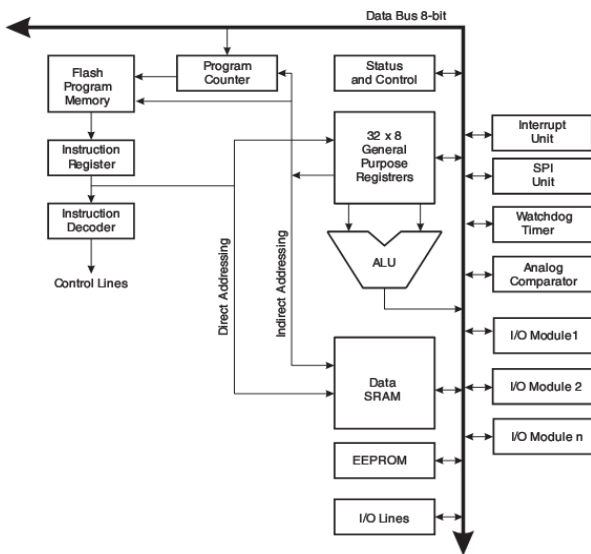 Data Bus 8-bit
Flash
Program
Memory
Program
Counter
Status
and Control
Instruction
Register
32 x 8
General
Purpose
Registrers
Interrupt
Unit
SPI
Unit
Instruction
Decoder
Watchdog
Timer
ALU
Analog
Comparator
Control Lines
Direct Addressing
Indirect Addressing
I/O Module1
Data
SRAM
I/O Module 2
I/O Module n
EEPROM
I/O Lines